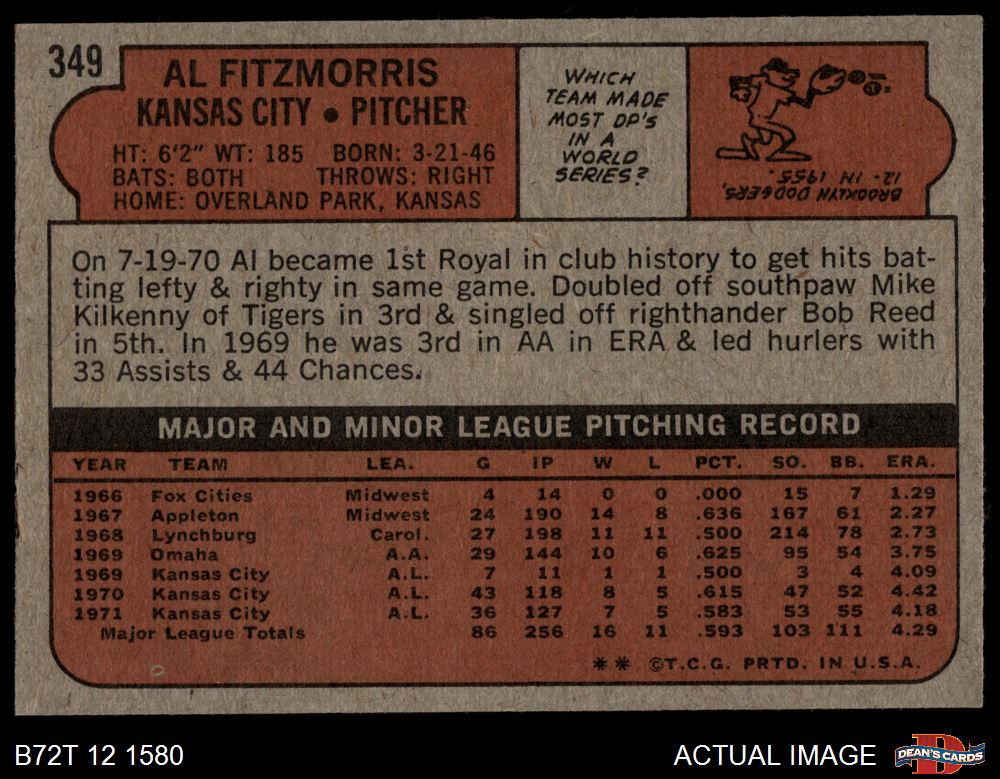 349
AL FITZMORRIS
KANSAS CITY • PITCHER
HT: 6'2" WT: 185 BORN: 3-21-46
BATS: BOTH THROWS: RIGHT
HOME: OVERLAND PARK, KANSAS
WHICH
TEAM MADE
MOST DP'S
IN A
WORLD
SERIES?
12- IN 1955.
BROOKLYN DODGERS,
On 7-19-70 Al became 1st Royal in club history to get hits bat-
ting lefty & righty in same game. Doubled off southpaw Mike
Kilkenny of Tigers in 3rd & singled off righthander Bob Reed
in 5th. In 1969 he was 3rd in AA in ERA & led hurlers with
33 Assists & 44 Chances.
MAJOR AND MINOR LEAGUE PITCHING RECORD
YEAR TEAM LEA. G IP W L PCT. SO. BB. ERA.
1966 Fox Cities Midwest 4 14 0 0 .000 15 7 1.29
1967 Appleton Midwest 24 190 14 8 .636 167 61 2.27
1968 Lynchburg Carol. 27 198 11 11 .500 214 78 2.73
1969 Omaha A.A. 29 144 10 6 .625 95 54 3.75
1969 Kansas City A.L. 7 11 1 1 .500 3 4 4.09
1970 Kansas City A.L. 43 118 8 5 .615 47 52 4.42
1971 Kansas City A.L. 36 127 7 5 .583 53 55 4.18
Major League Totals 86 256 16 11 .593 103 111 4.29
** ©T.C.G. PRTD. IN U.S.A.
B72T 12 1580 ACTUAL IMAGE DEAN'S CARDS